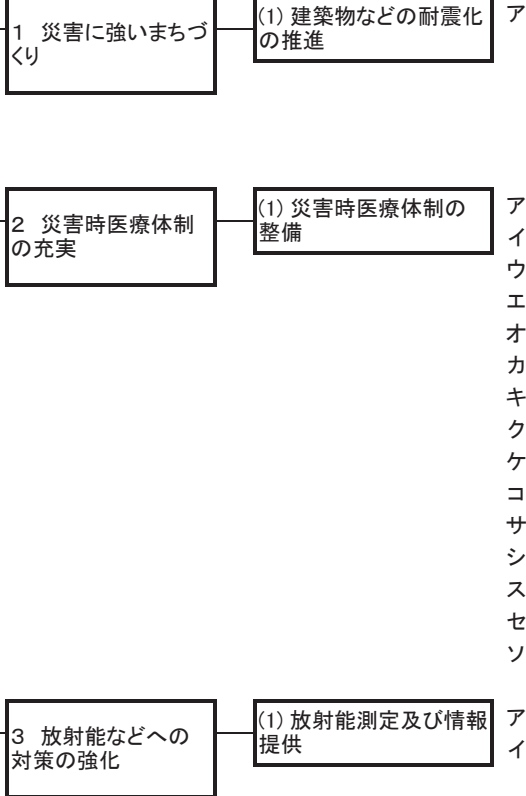 1 災害に強いまちづ
くり
(1) 建築物などの耐震化
の推進
ア
2 災害時医療体制
の充実
(1) 災害時医療体制の
整備
ア
イ
ウ
エ
オ
カ
キ
ク
ケ
コ
サ
シ
ス
セ
ソ
3 放射能などへの
対策の強化
(1) 放射能測定及び情報
提供
ア
イ